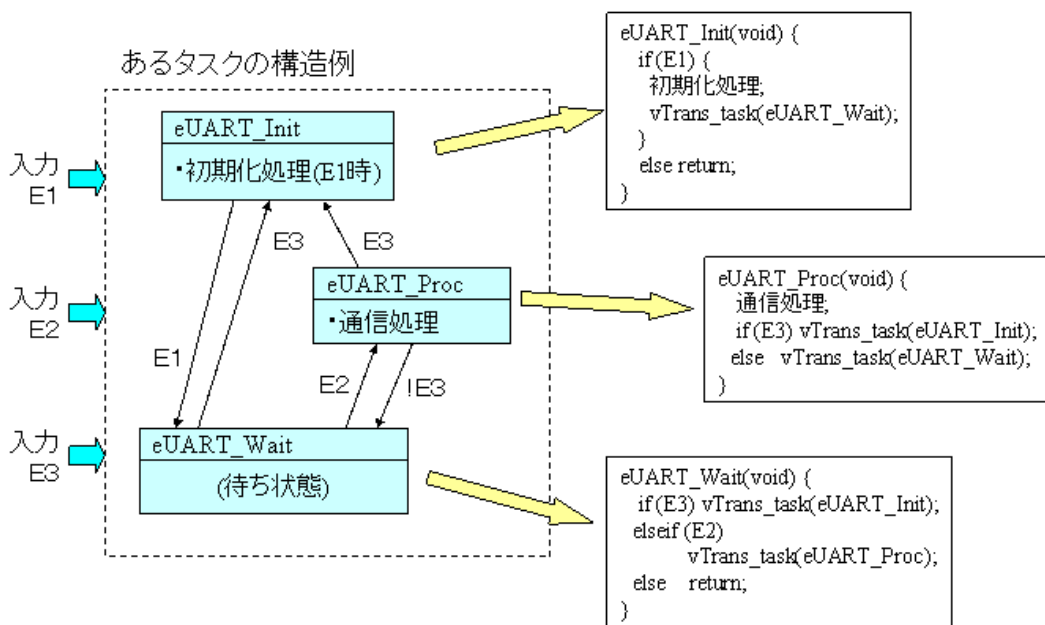 あるタスクの構造例
入力
E1
入力
E2
入力
E3
eUART_Init
・初期化処理(E1時)
E3
E3
eUART_Proc
・通信処理
E1
E2
!E3
eUART_Wait
(待ち状態)
eUART_Init(void) {
if (E1) {
初期化処理;
vTrans_task(eUART_Wait);
}
else return;
}
eUART_Proc(void) {
通信処理;
if (E3) vTrans_task(eUART_Init);
else vTrans_task(eUART_Wait);
}
eUART_Wait(void) {
if (E3) vTrans_task(eUART_Init);
elseif (E2)
vTrans_task(eUART_Proc);
else return;
}